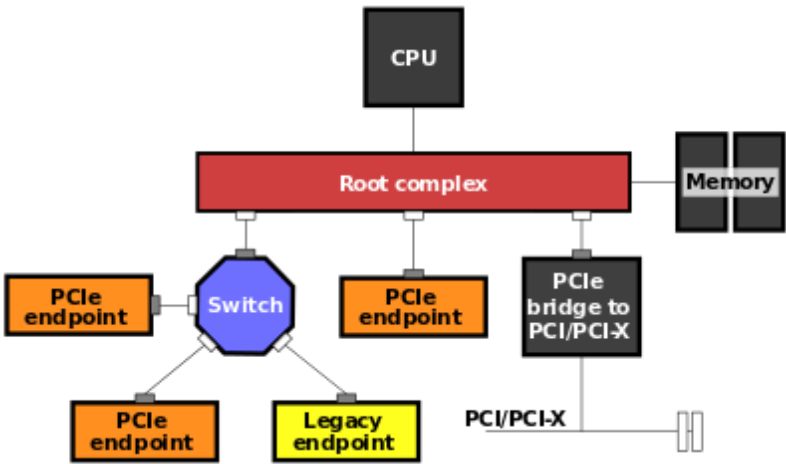 CPU
Root complex
Memory
PCIe
endpoint
Switch
PCIe
endpoint
PCIe
bridge to
PCI/PCI-X
PCIe
endpoint
Legacy
endpoint
PCI/PCI-X